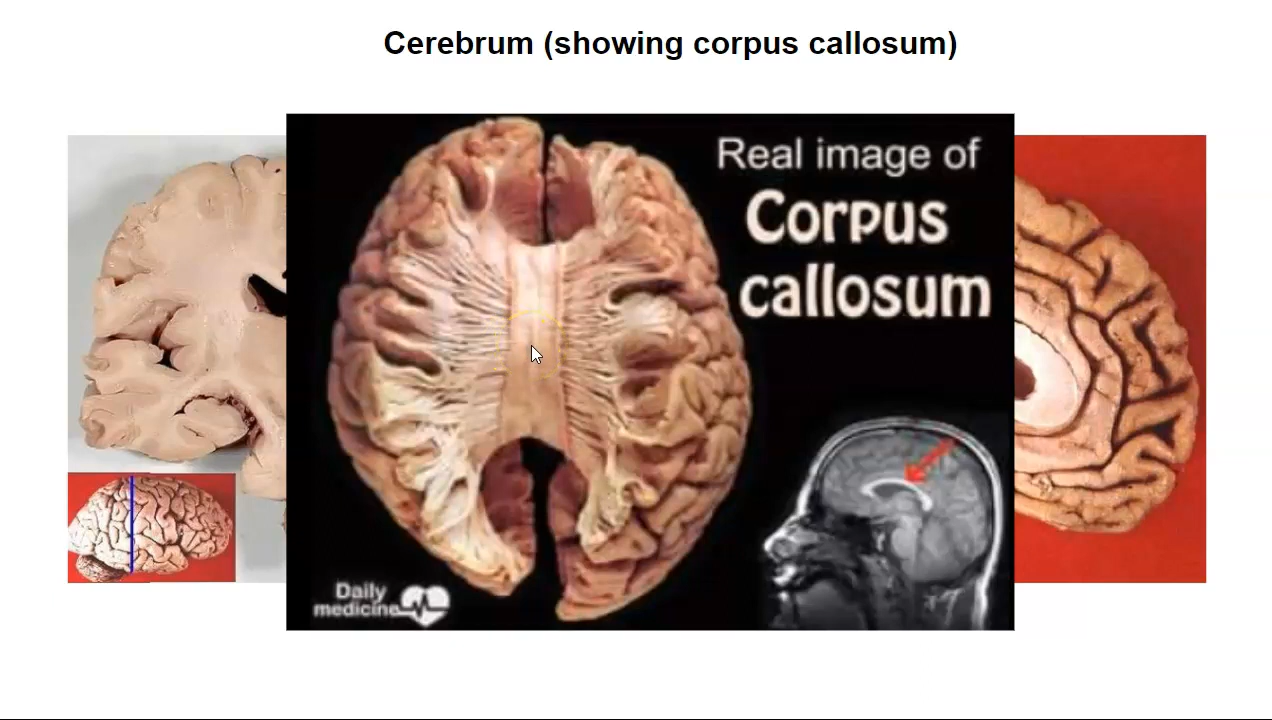 Cerebrum (showing corpus callosum)
Real image of
Corpus
callosum
Daily
medicine